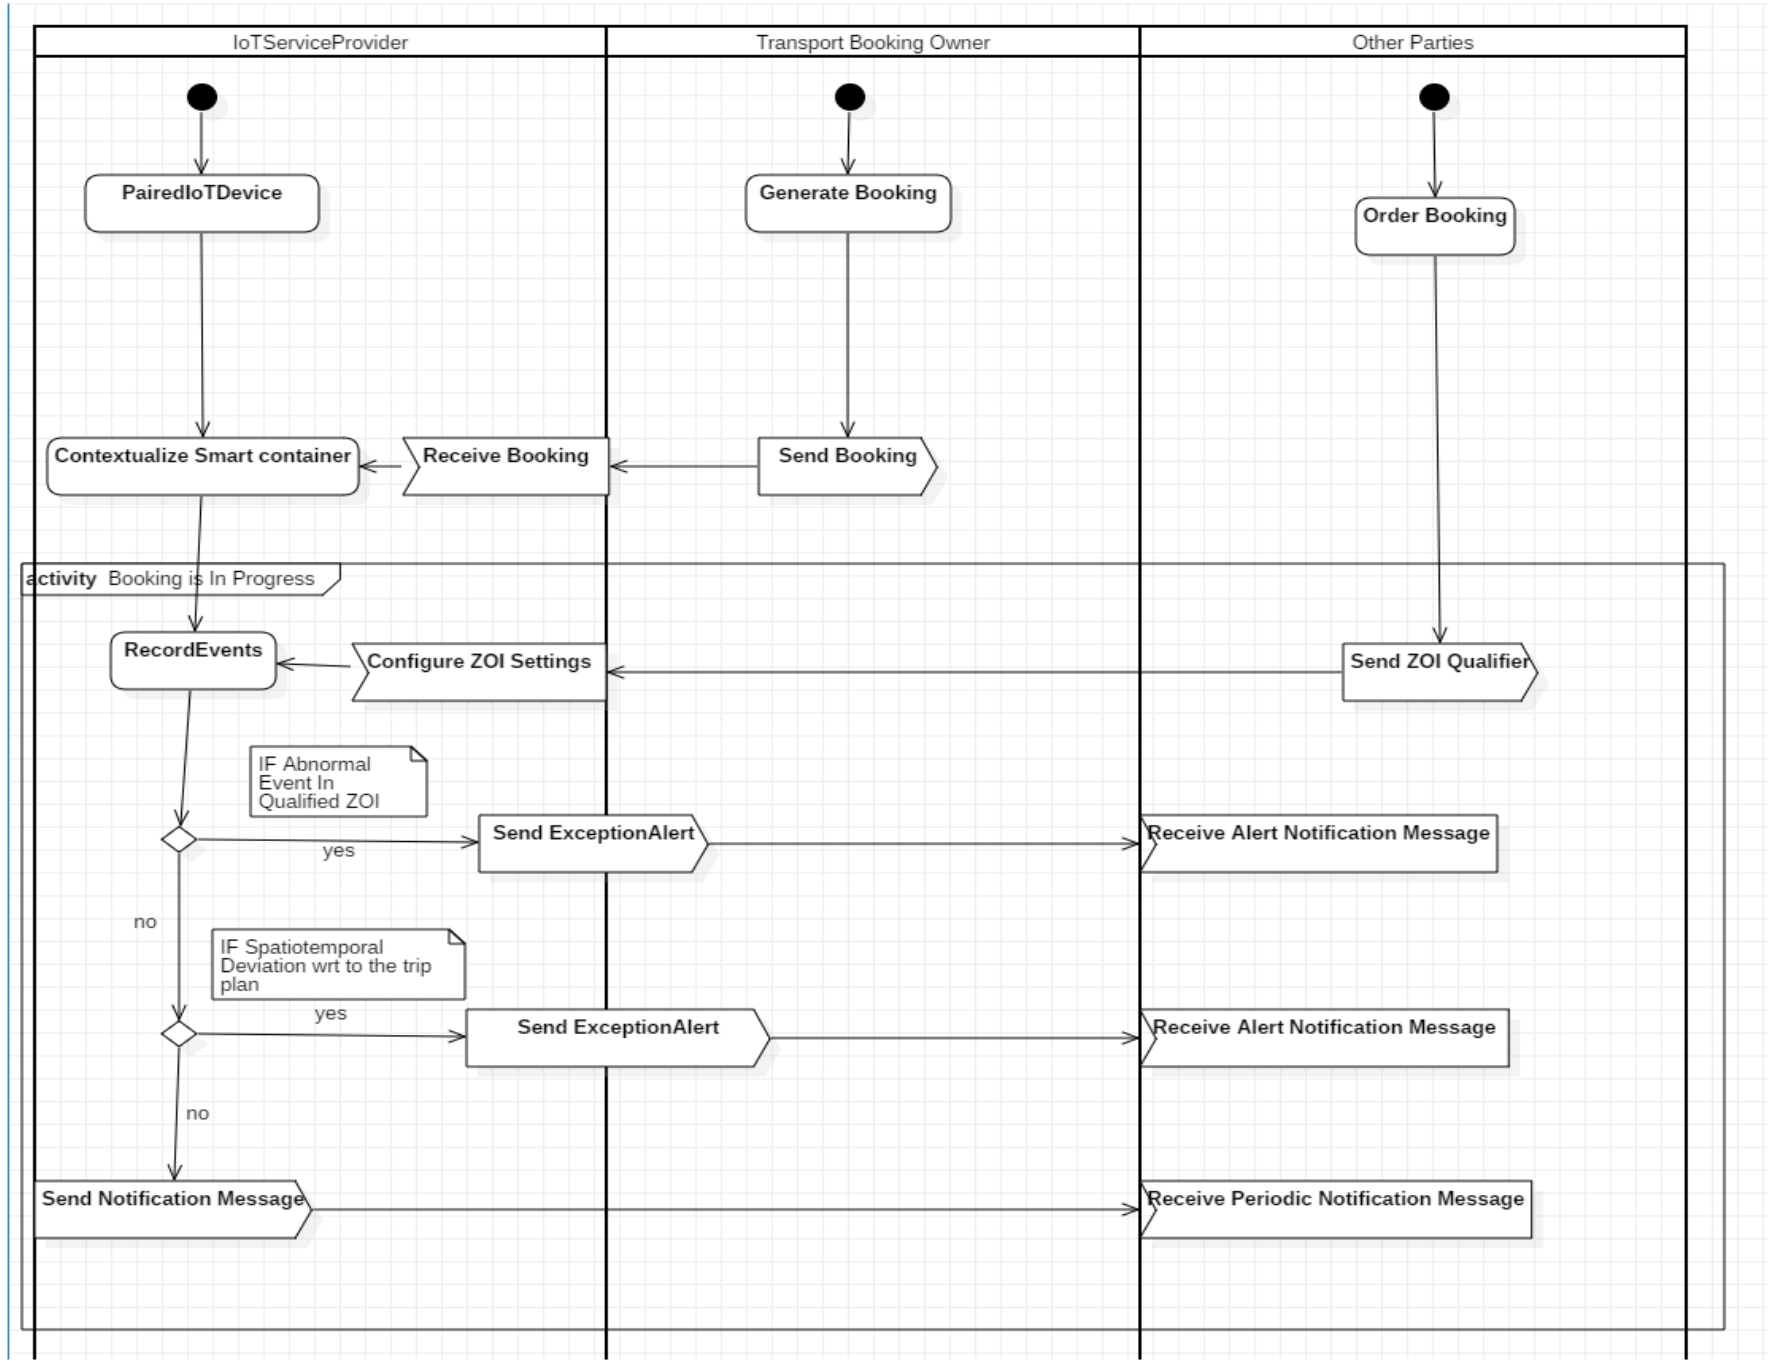 IoTServiceProvider
Transport Booking Owner
Other Parties
PairedIoTDevice
Generate Booking
Order Booking
Contextualize Smart container
Receive Booking
Send Booking
activity Booking is In Progress
RecordEvents
Configure ZOI Settings
Send ZOI Qualifier
IF Abnormal
Event In
Qualified ZOI
Send ExceptionAlert
Receive Alert Notification Message
yes
no
IF Spatiotemporal
Deviation wrt to the trip
plan
yes
Send ExceptionAlert
Receive Alert Notification Message
no
Send Notification Message
Receive Periodic Notification Message